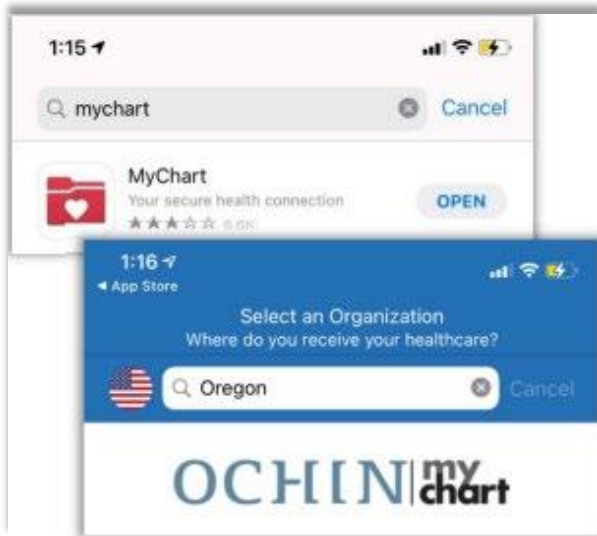 1:15
mychart
Cancel
MyChart
Your secure health connection
OPEN
1:16
App Store
Select an Organization
Where do you receive your healthcare?
Oregon
Cancel
OCHIN my
chart